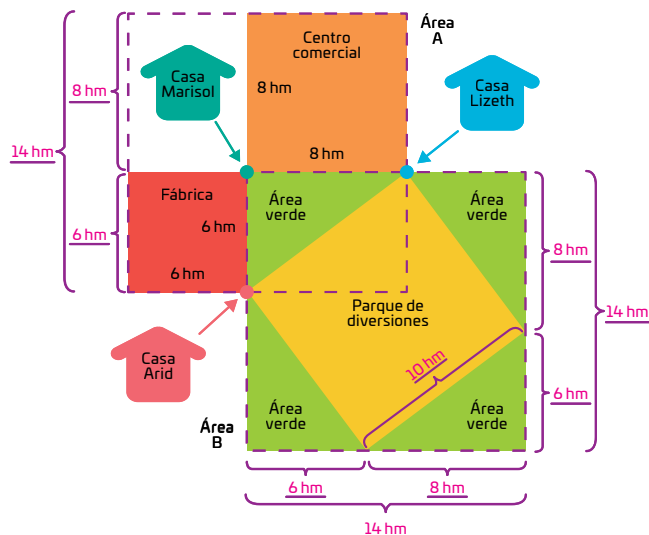 Área
A
Centro
comercial
8 hm
8 hm
Casa
Marisol
Casa
Lizeth
8 hm
14 hm
6 hm
Fábrica
6 hm
6 hm
Área
verde
Área
verde
Parque de
diversiones
10 hm
8 hm
14 hm
6 hm
Casa
Arid
Área
B
Área
verde
Área
verde
6 hm
8 hm
14 hm